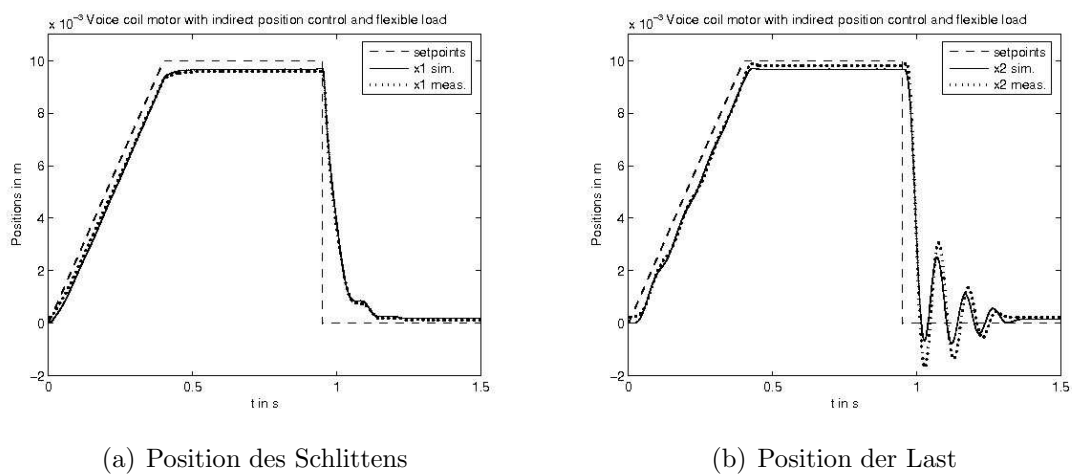 x 10⁻³ Voice coil motor with indirect position control and flexible load
setpoints
x1 sim.
x1 meas.
10
8
6
4
2
0
−2
Positions in m
0
0.5
1
1.5
t in s
(a) Position des Schlittens
x 10⁻³ Voice coil motor with indirect position control and flexible load
setpoints
x2 sim.
x2 meas.
10
8
6
4
2
0
−2
Positions in m
0
0.5
1
1.5
t in s
(b) Position der Last